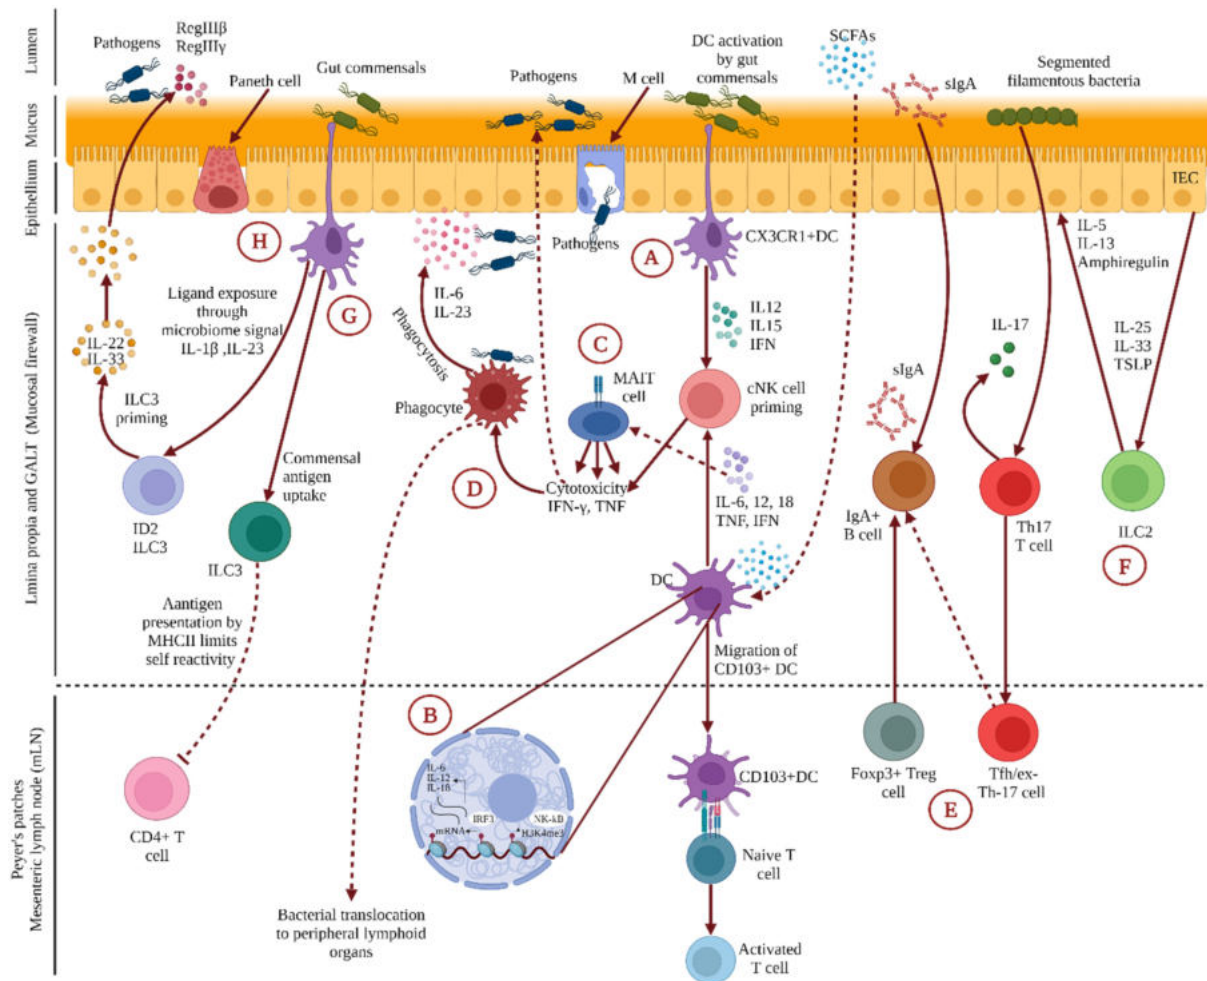 Lumen
Mucus
Epithellium
Lmina propia and GALT (Mucosal firewall)
Peyer's patches
Mesenteric lymph node (mLN)
Pathogens
RegIIIβ
RegIIIγ
Paneth cell
Gut commensals
Pathogens
M cell
DC activation
by gut
commensals
SCFAs
sIgA
Segmented
filamentous bacteria
IEC
H
G
Pathogens
A
CX3CR1+DC
IL-5
IL-13
Amphiregulin
Ligand exposure
through
microbiome signal
IL-1β ,IL-23
IL-6
IL-23
Phagocytosis
Phagocyte
C
MAIT
cell
IL12
IL15
IFN
cNK cell
priming
sIgA
IL-17
IL-25
IL-33
TSLP
IL-22
IL-33
ILC3
priming
ID2
ILC3
Commensal
antigen
uptake
ILC3
D
Cytotoxicity
IFN-γ, TNF
IL-6, 12, 18
TNF, IFN
IgA+
B cell
Th17
T cell
ILC2
F
DC
Aantigen
presentation by
MHCII limits
self reactivity
Migration of
CD103+ DC
B
IL-6
IL-12
IL-18
IRF3
NK-kB
mRNA
H3K4me3
CD103+DC
Foxp3+ Treg
cell
E
Tfh/ex-
Th-17 cell
CD4+ T
cell
Naive T
cell
Bacterial translocation
to peripheral lymphoid
organs
Activated
T cell